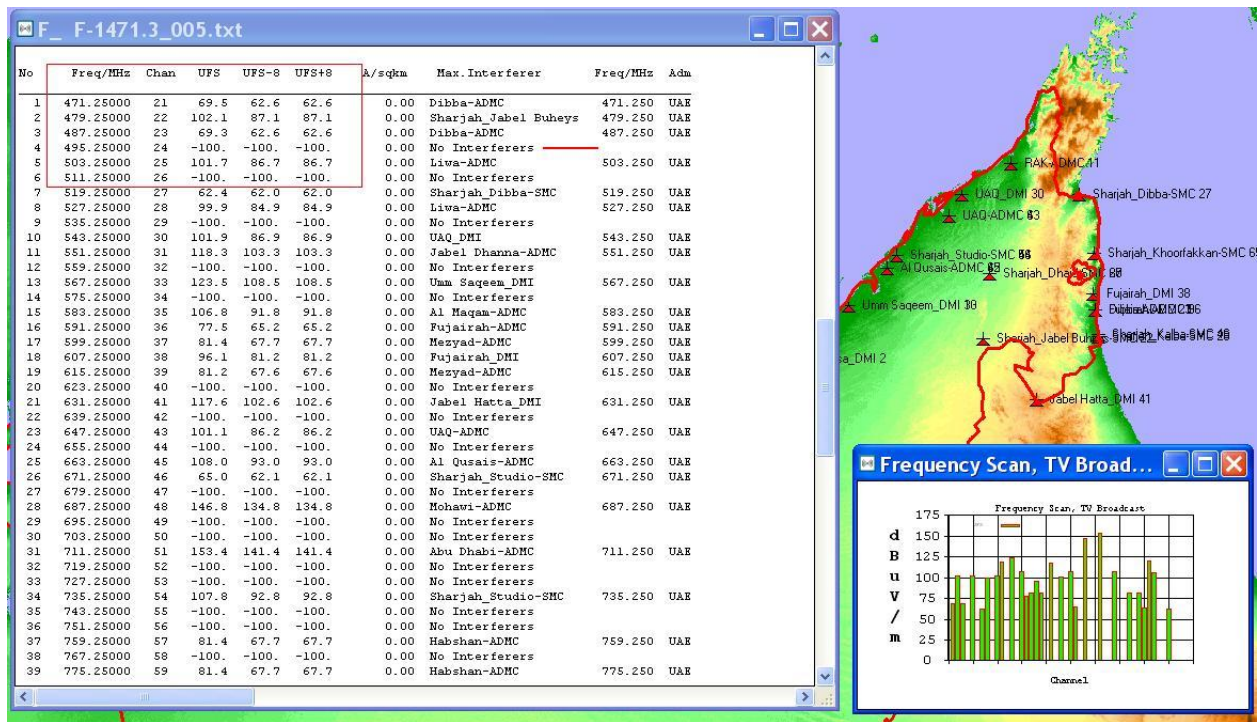 F_ F-1471.3_005.txt
No Freq/MHz Chan UFS UFS-8 UFS+8 A/sqkm Max.Interferer Freq/MHz Adm
1 471.25000 21 69.5 62.6 62.6 0.00 Dibba-ADMC 471.250 UAE
2 479.25000 22 102.1 87.1 87.1 0.00 Sharjah_Jabel Buheys 479.250 UAE
3 487.25000 23 69.3 62.6 62.6 0.00 Dibba-ADMC 487.250 UAE
4 495.25000 24 -100. -100. -100. 0.00 No Interferers
5 503.25000 25 101.7 86.7 86.7 0.00 Liwa-ADMC 503.250 UAE
6 511.25000 26 -100. -100. -100. 0.00 No Interferers
7 519.25000 27 62.4 62.0 62.0 0.00 Sharjah_Dibba-SMC 519.250 UAE
8 527.25000 28 99.9 84.9 84.9 0.00 Liwa-ADMC 527.250 UAE
9 535.25000 29 -100. -100. -100. 0.00 No Interferers
10 543.25000 30 101.9 86.9 86.9 0.00 UAQ_DMI 543.250 UAE
11 551.25000 31 118.3 103.3 103.3 0.00 Jabel Dhanna-ADMC 551.250 UAE
12 559.25000 32 -100. -100. -100. 0.00 No Interferers
13 567.25000 33 123.5 108.5 108.5 0.00 Umm Saqeem_DMI 567.250 UAE
14 575.25000 34 -100. -100. -100. 0.00 No Interferers
15 583.25000 35 106.8 91.8 91.8 0.00 Al Maqam-ADMC 583.250 UAE
16 591.25000 36 77.5 65.2 65.2 0.00 Fujairah-ADMC 591.250 UAE
17 599.25000 37 81.4 67.7 67.7 0.00 Mezyad-ADMC 599.250 UAE
18 607.25000 38 96.1 81.2 81.2 0.00 Fujairah_DMI 607.250 UAE
19 615.25000 39 81.2 67.6 67.6 0.00 Mezyad-ADMC 615.250 UAE
20 623.25000 40 -100. -100. -100. 0.00 No Interferers
21 631.25000 41 117.6 102.6 102.6 0.00 Jabel Hatta_DMI 631.250 UAE
22 639.25000 42 -100. -100. -100. 0.00 No Interferers
23 647.25000 43 101.1 86.2 86.2 0.00 UAQ-ADMC 647.250 UAE
24 655.25000 44 -100. -100. -100. 0.00 No Interferers
25 663.25000 45 108.0 93.0 93.0 0.00 Al Qusais-ADMC 663.250 UAE
26 671.25000 46 65.0 62.1 62.1 0.00 Sharjah_Studio-SMC 671.250 UAE
27 679.25000 47 -100. -100. -100. 0.00 No Interferers
28 687.25000 48 146.8 134.8 134.8 0.00 Mohawi-ADMC 687.250 UAE
29 695.25000 49 -100. -100. -100. 0.00 No Interferers
30 703.25000 50 -100. -100. -100. 0.00 No Interferers
31 711.25000 51 153.4 141.4 141.4 0.00 Abu Dhabi-ADMC 711.250 UAE
32 719.25000 52 -100. -100. -100. 0.00 No Interferers
33 727.25000 53 -100. -100. -100. 0.00 No Interferers
34 735.25000 54 107.8 92.8 92.8 0.00 Sharjah_Studio-SMC 735.250 UAE
35 743.25000 55 -100. -100. -100. 0.00 No Interferers
36 751.25000 56 -100. -100. -100. 0.00 No Interferers
37 759.25000 57 81.4 67.7 67.7 0.00 Habshan-ADMC 759.250 UAE
38 767.25000 58 -100. -100. -100. 0.00 No Interferers
39 775.25000 59 81.4 67.7 67.7 0.00 Habshan-ADMC 775.250 UAE
RAK-ADMC 11
UAQ_DMI 30
Sharjah_Dibba-SMC 27
UAQ-ADMC
Sharjah_Studio-SMC
Sharjah_Khoorfakkan-SMC
Al Qusais-ADMC
Sharjah_
Fujairah_DMI 38
Umm Saqeem_DMI
Sharjah_Jabel
Sharjah_Kalba-SMC
_DMI 2
Jabel Hatta_DMI 41
Frequency Scan, TV Broad...
Frequency Scan, TV Broadcast
dBuV/m
175
150
125
100
75
50
25
0
Channel